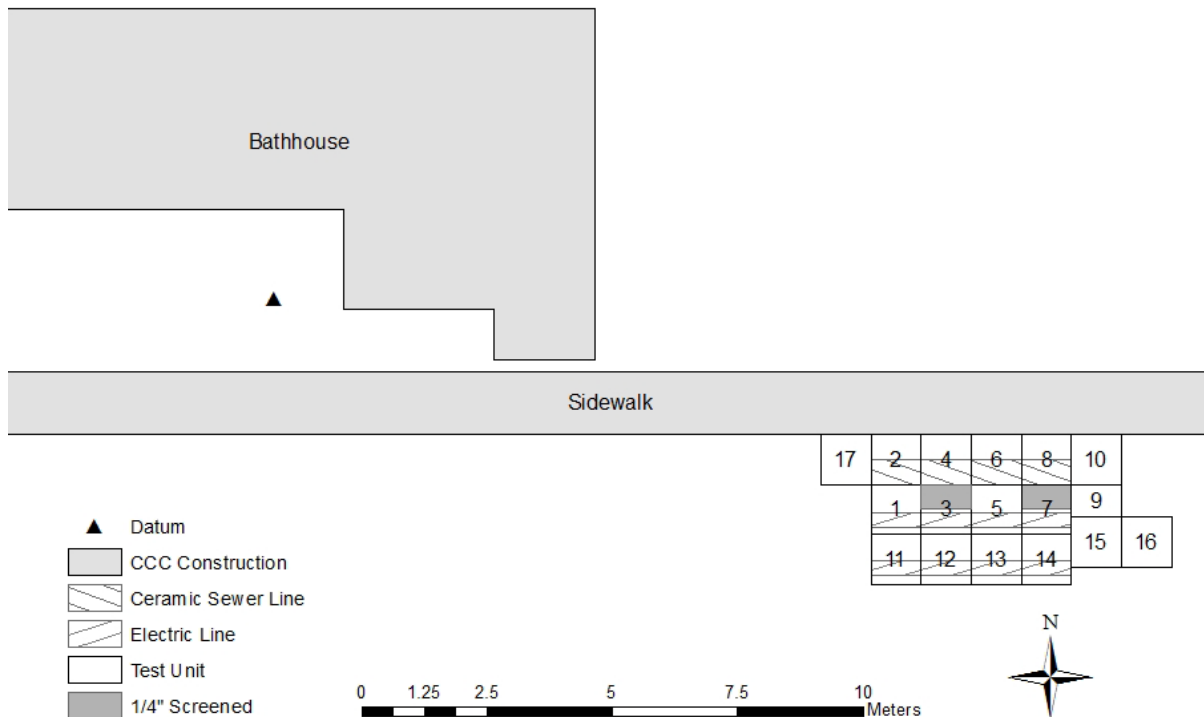 Bathhouse
Sidewalk
17 2 4 6 8 10
1 3 5 7 9
11 12 13 14 15 16
Datum
CCC Construction
Ceramic Sewer Line
Electric Line
Test Unit
1/4" Screened
0 1.25 2.5 5 7.5 10
Meters
N